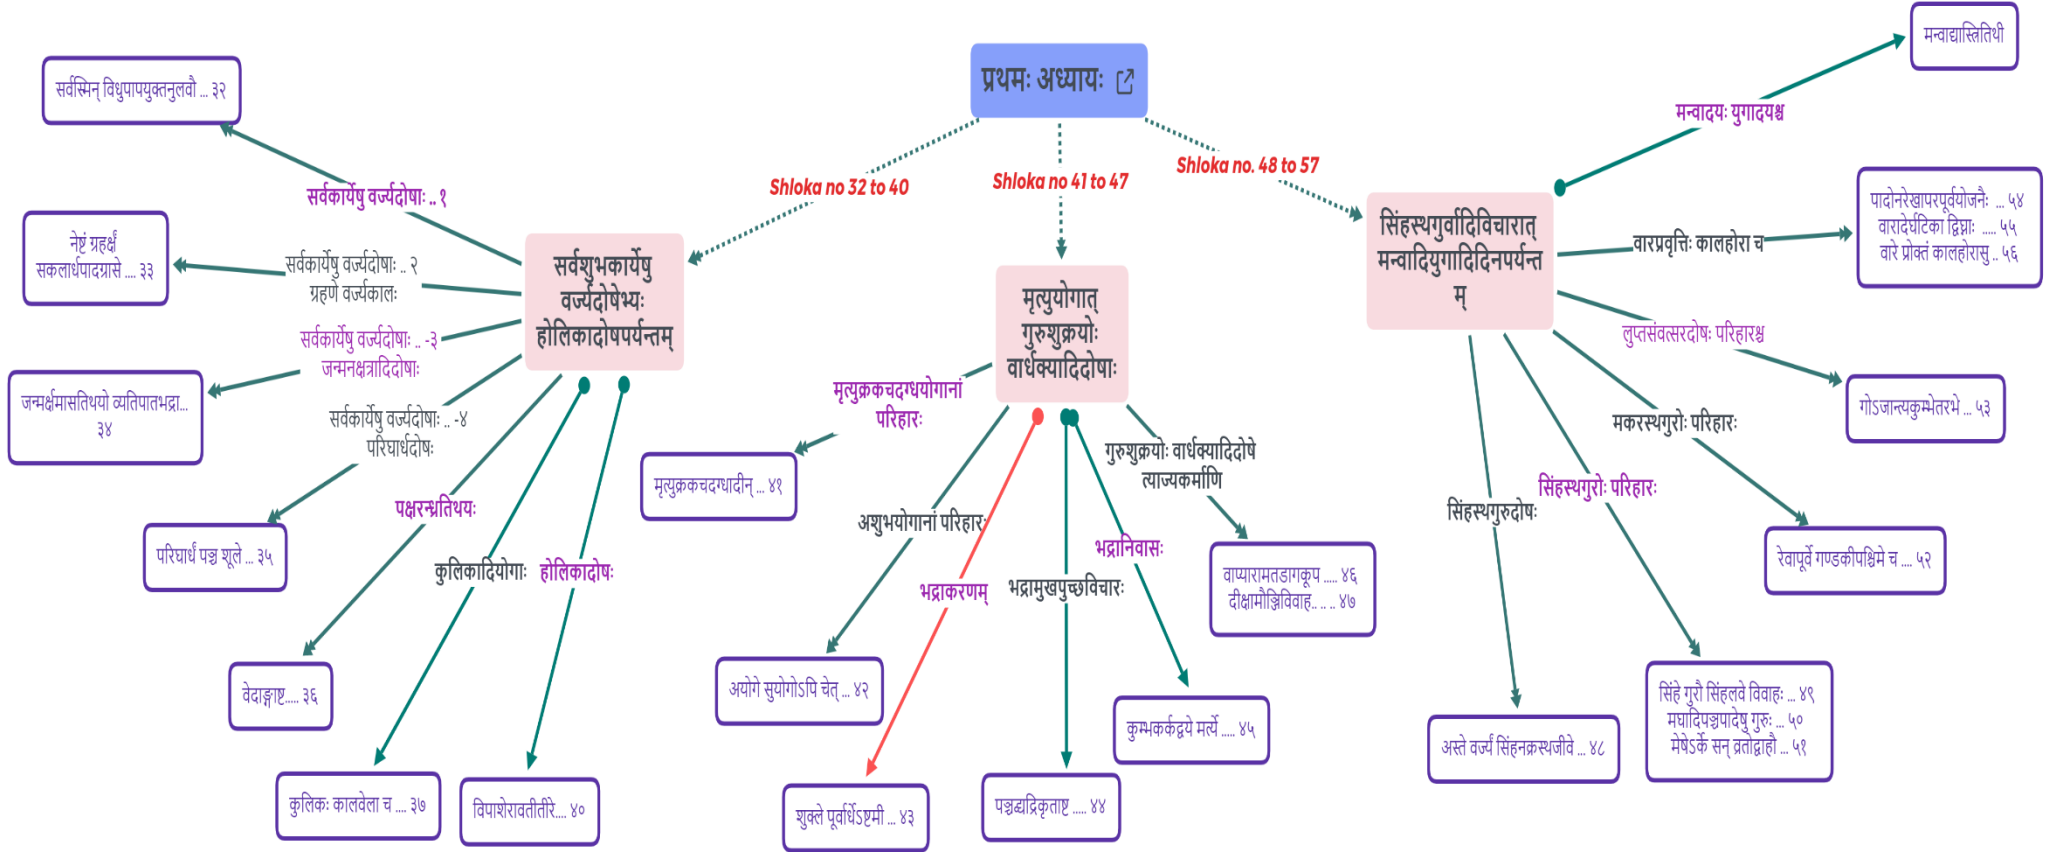 प्रथमः अध्यायः
Shloka no 32 to 40
Shloka no 41 to 47
Shloka no. 48 to 57
सर्वशुभकार्येषु
वर्ज्यदोषेभ्यः
होलिकादोषपर्यन्तम्
सर्वकार्येषु वर्ज्यदोषाः .. १
सर्वस्मिन् विधुपापयुक्तनुलवौ ... ३२
सर्वकार्येषु वर्ज्यदोषाः .. २
ग्रहणे वर्ज्यकालः
नेष्टं ग्रहर्क्षं
सकलार्धपादग्रासे .... ३३
सर्वकार्येषु वर्ज्यदोषाः .. -३
जन्मनक्षत्रादिदोषाः
जन्मर्क्षमासतिथयो व्यतिपातभद्रा...
३४
सर्वकार्येषु वर्ज्यदोषाः .. -४
परिघार्धदोषः
परिघार्धं पञ्च शूले ... ३५
पक्षरन्ध्रतिथयः
वेदाङ्गाष्ट..... ३६
कुलिकादियोगाः
कुलिकः कालवेला च .... ३७
होलिकादोषः
विपाशेरावतीतीरे.... ४०
मृत्युयोगात्
गुरुशुक्रयोः
वार्धक्यादिदोषाः
मृत्युक्रकचदग्धयोगानां
परिहारः
मृत्युक्रकचदग्धादीन् ... ४१
अशुभयोगानां परिहारः
अयोगे सुयोगोऽपि चेत् ... ४२
भद्राकरणम्
शुक्ले पूर्वार्धेऽष्टमी ... ४३
भद्रामुखपुच्छविचारः
पञ्चद्व्यद्रिकृताष्ट ..... ४४
भद्रानिवासः
कुम्भकर्कद्वये मर्त्ये ..... ४५
गुरुशुक्रयोः वार्धक्यादिदोषे
त्याज्यकर्माणि
वाप्यारामतडागकूप ..... ४६
दीक्षामौञ्जिविवाह.. .. .. ४७
सिंहस्थगुर्वादिविचारात्
मन्वादियुगादिदिनपर्यन्त
म्
सिंहस्थगुरुदोषः
अस्ते वर्ज्यं सिंहनक्रस्थजीवे ... ४८
सिंहस्थगुरोः परिहारः
सिंहे गुरौ सिंहलवे विवाहः ... ४९
मघादिपञ्चपादेषु गुरुः ... ५०
मेषेऽर्के सन् व्रतोद्वाहौ ... ५१
मकरस्थगुरोः परिहारः
रेवापूर्वे गण्डकीपश्चिमे च .... ५२
लुप्तसंवत्सरदोषः परिहारश्च
गोऽजान्त्यकुम्भेतरभे ... ५३
वारप्रवृत्तिः कालहोरा च
पादोनरेखापरपूर्वयोजनैः ... ५४
वारादेर्घटिका द्विघ्नाः ..... ५५
वारे प्रोक्तं कालहोरासु .. ५६
मन्वादयः युगादयश्च
मन्वाद्यास्त्रितिथी